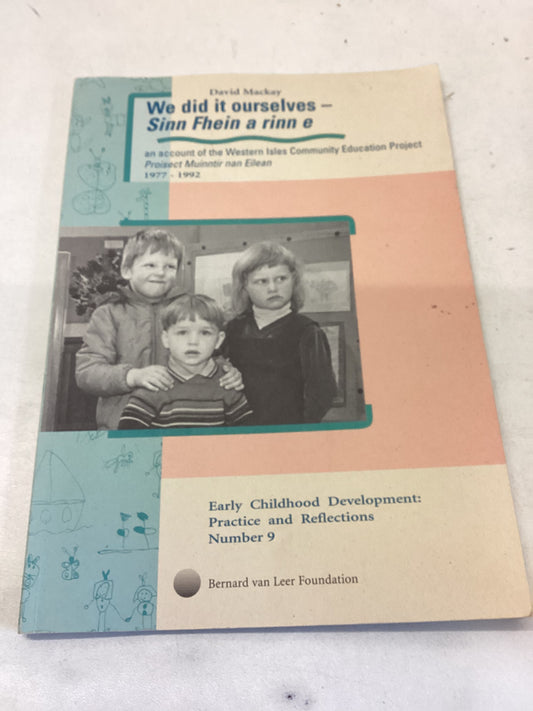 David Mackay
We did it ourselves –
Sinn Fhein a rinn e
an account of the Western Isles Community Education Project
Proisect Muinntir nan Eilean
1977 - 1992
Early Childhood Development:
Practice and Reflections
Number 9
Bernard van Leer Foundation